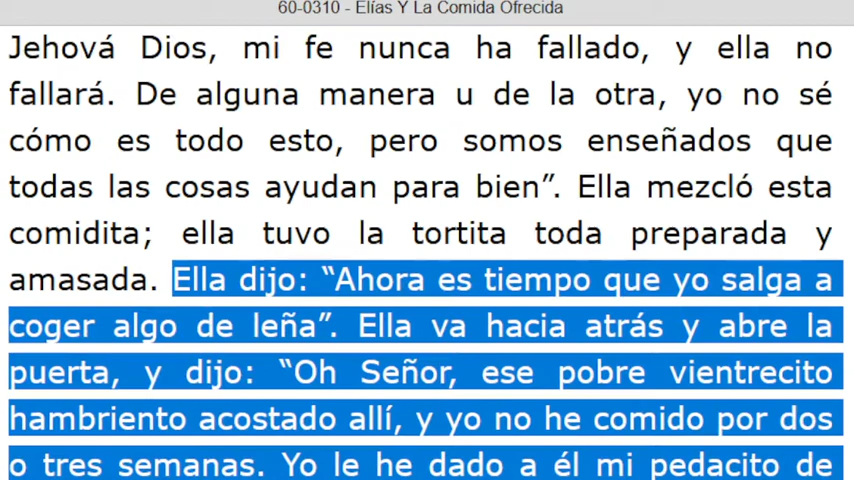 60-0310 - Elías Y La Comida Ofrecida
Jehová Dios, mi fe nunca ha fallado, y ella no
fallará. De alguna manera u de la otra, yo no sé
cómo es todo esto, pero somos enseñados que
todas las cosas ayudan para bien”. Ella mezcló esta
comidita; ella tuvo la tortita toda preparada y
amasada. Ella dijo: “Ahora es tiempo que yo salga a
coger algo de leña”. Ella va hacia atrás y abre la
puerta, y dijo: “Oh Señor, ese pobre vientrecito
hambriento acostado allí, y yo no he comido por dos
o tres semanas. Yo le he dado a él mi pedacito de